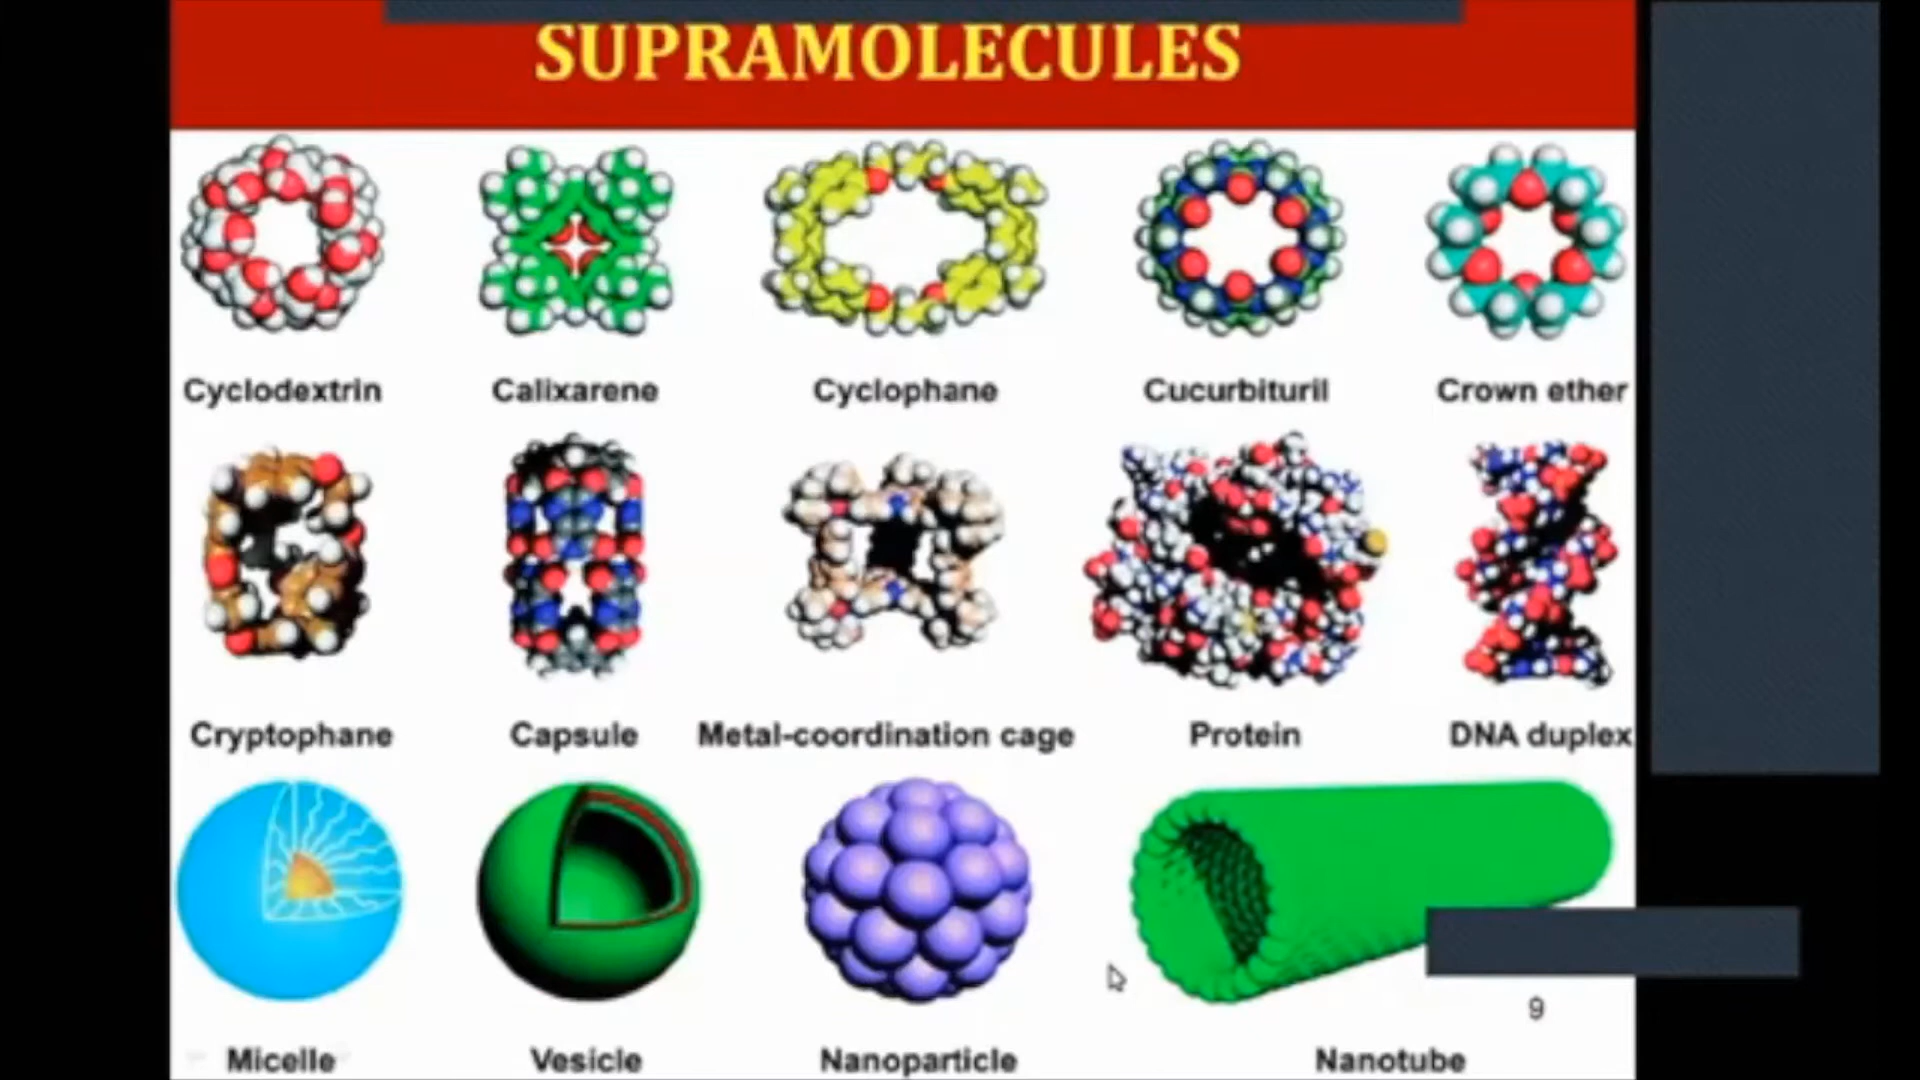 SUPRAMOLECULES
Cyclodextrin Calixarene Cyclophane Cucurbituril Crown ether
Cryptophane Capsule Metal-coordination cage Protein DNA duplex
9
Micelle Vesicle Nanoparticle Nanotube